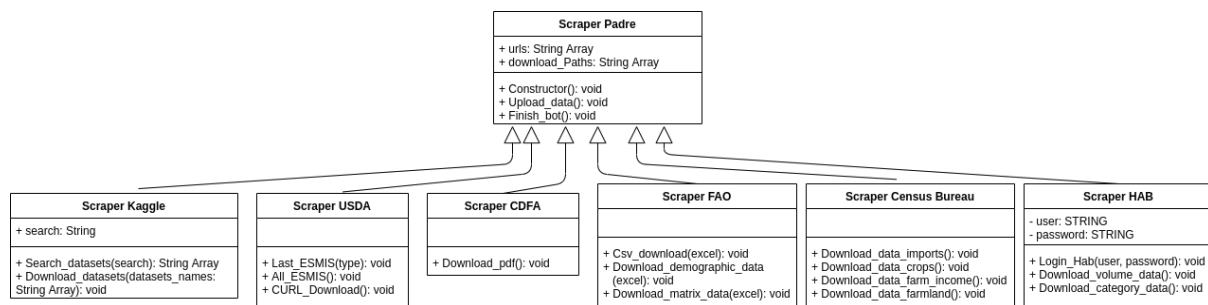 Scraper Padre
+ urls: String Array
+ download_Paths: String Array
+ Constructor(): void
+ Upload_data(): void
+ Finish_bot(): void
Scraper Kaggle
+ search: String
+ Search_datasets(search): String Array
+ Download_datasets(datasets_names:
String Array): void
Scraper USDA
+ Last_ESMIS(type): void
+ All_ESMIS(): void
+ CURL_Download(): void
Scraper CDFA
+ Download_pdf(): void
Scraper FAO
+ Csv_download(excel): void
+ Download_demographic_data
(excel): void
+ Download_matrix_data(excel): void
Scraper Census Bureau
+ Download_data_imports(): void
+ Download_data_crops(): void
+ Download_data_farm_income(): void
+ Download_data_farmland(): void
Scraper HAB
- user: STRING
- password: STRING
+ Login_Hab(user, password): void
+ Download_volume_data(): void
+ Download_category_data(): void